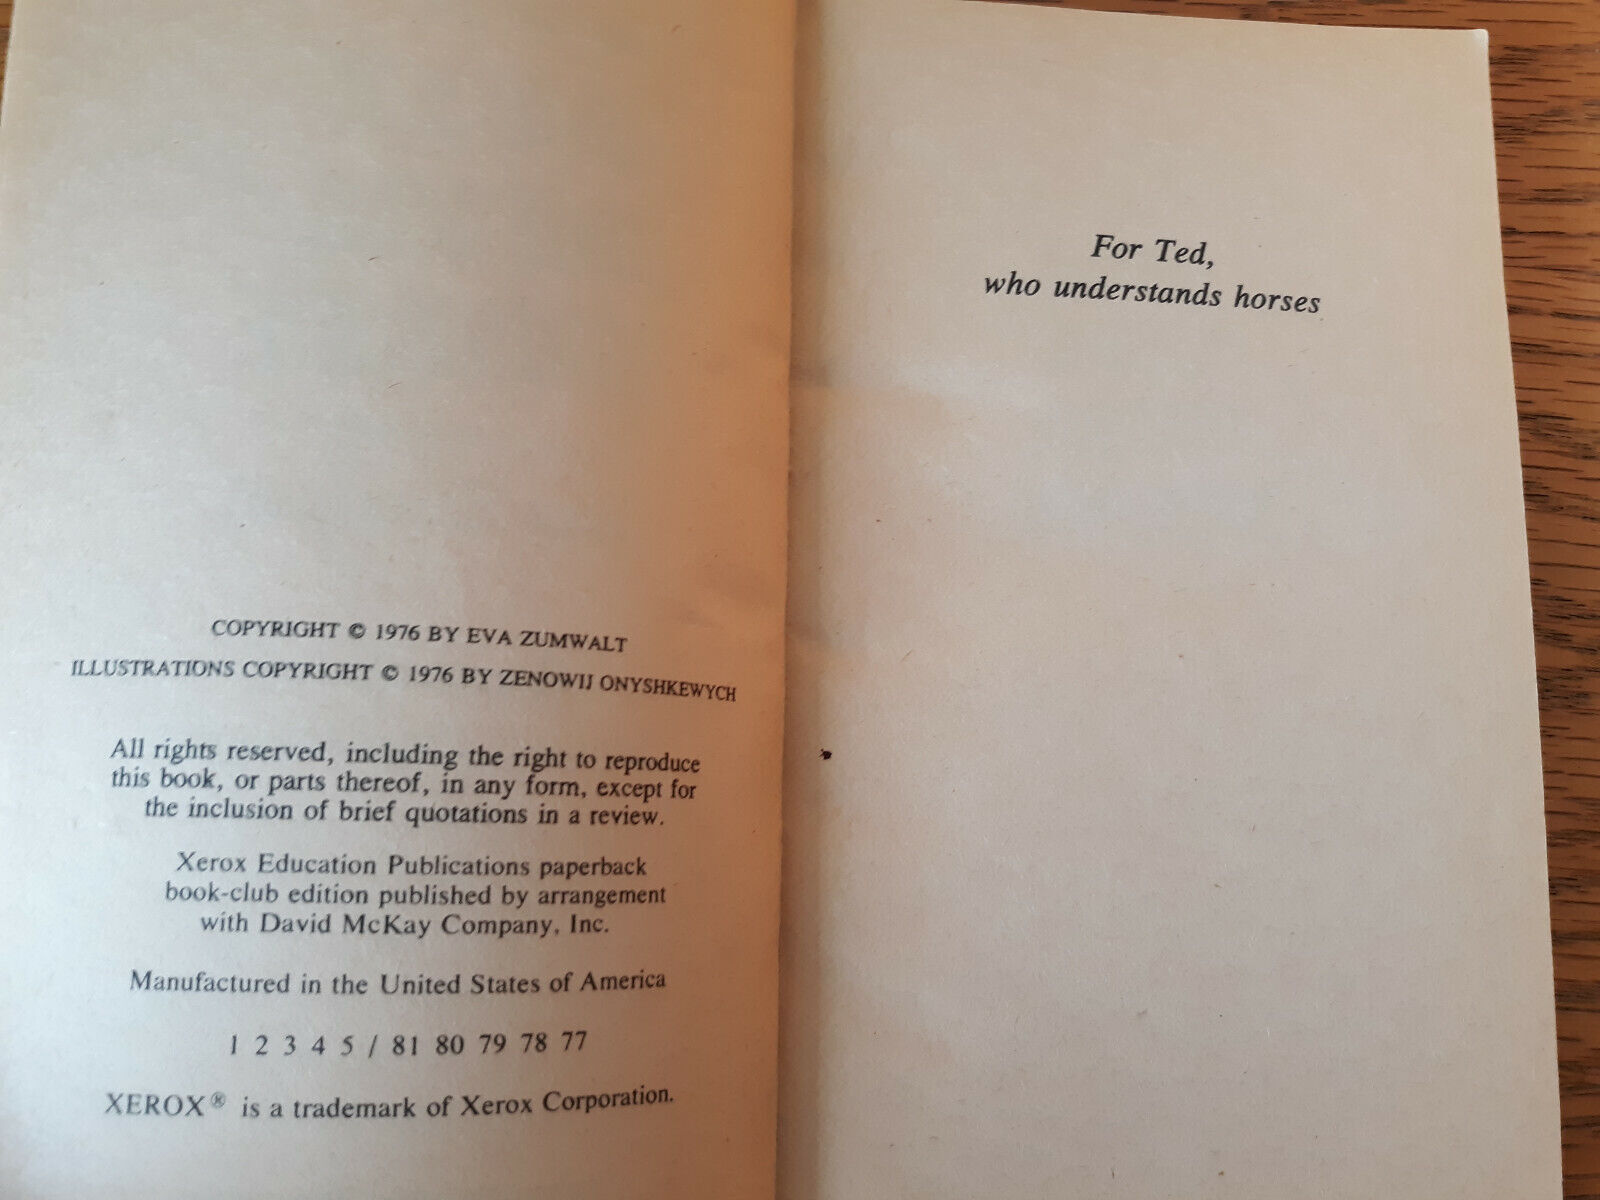 COPYRIGHT © 1976 BY EVA ZUMWALT
ILLUSTRATIONS COPYRIGHT © 1976 BY ZENOWIJ ONYSHKEWYCH
All rights reserved, including the right to reproduce
this book, or parts thereof, in any form, except for
the inclusion of brief quotations in a review.
Xerox Education Publications paperback
book-club edition published by arrangement
with David McKay Company, Inc.
Manufactured in the United States of America
1 2 3 4 5 / 81 80 79 78 77
XEROX® is a trademark of Xerox Corporation.
For Ted,
who understands horses